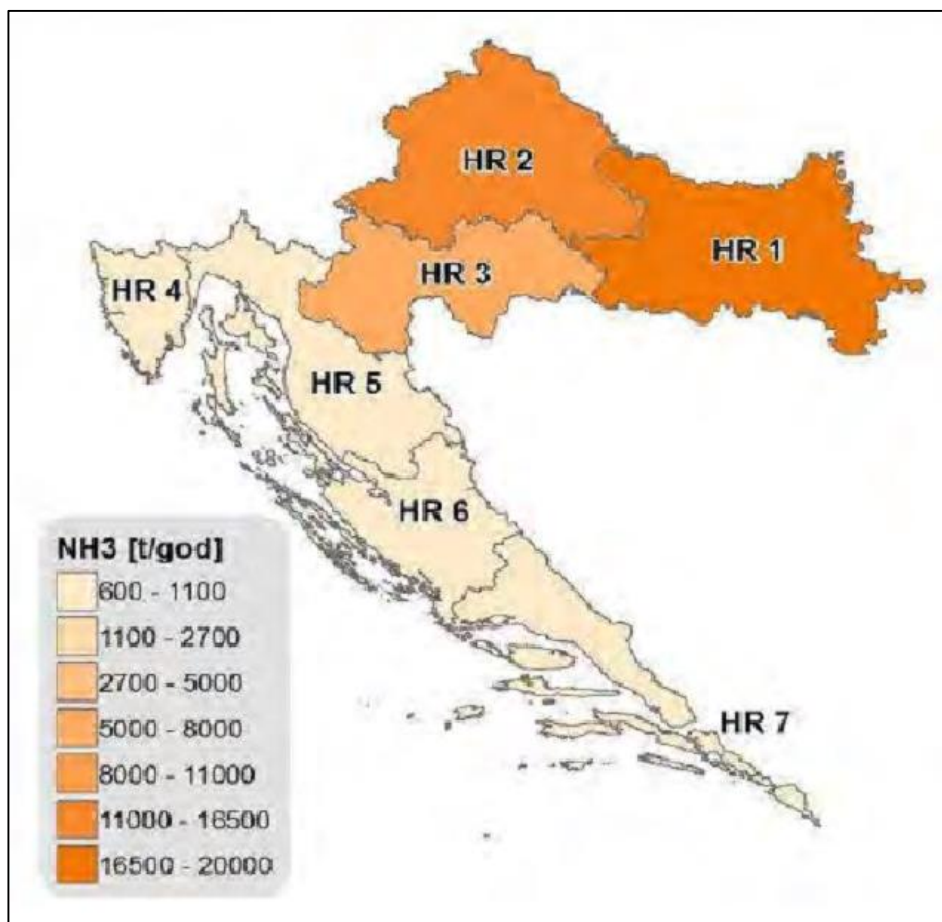 HR 2
HR 1
HR 3
HR 4
HR 5
HR 6
HR 7
NH3 [t/god]
600 - 1100
1100 - 2700
2700 - 5000
5000 - 8000
8000 - 11000
11000 - 16500
16500 - 20000